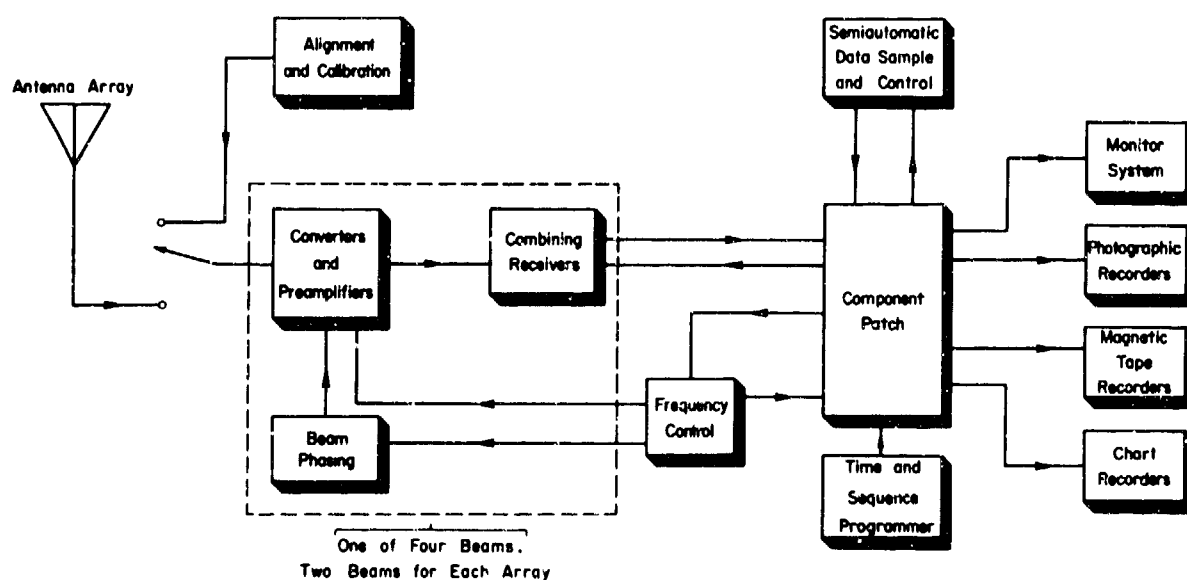 Antenna Array
Alignment
and Calibration
Semiautomatic
Data Sample
and Control
Monitor
System
Converters
and
Preamplifiers
Combining
Receivers
Photographic
Recorders
Component
Patch
Magnetic
Tape
Recorders
Frequency
Control
Beam
Phasing
Time and
Sequence
Programmer
Chart
Recorders
One of Four Beams.
Two Beams for Each Array